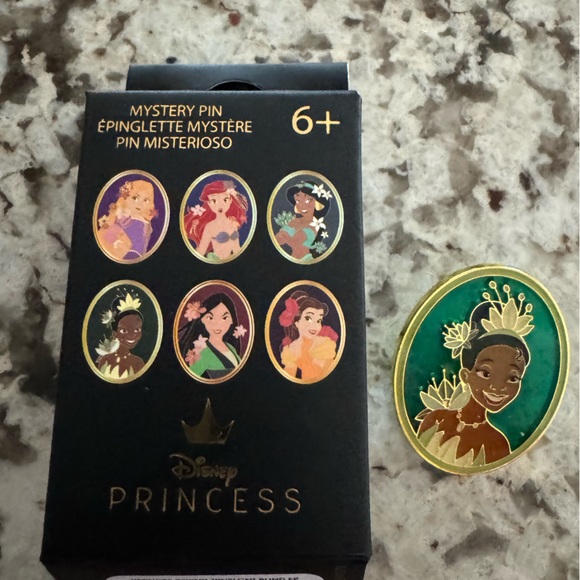 MYSTERY PIN
ÉPINGLETTE MYSTÈRE
PIN MISTERIOSO
6+
Disney
PRINCESS